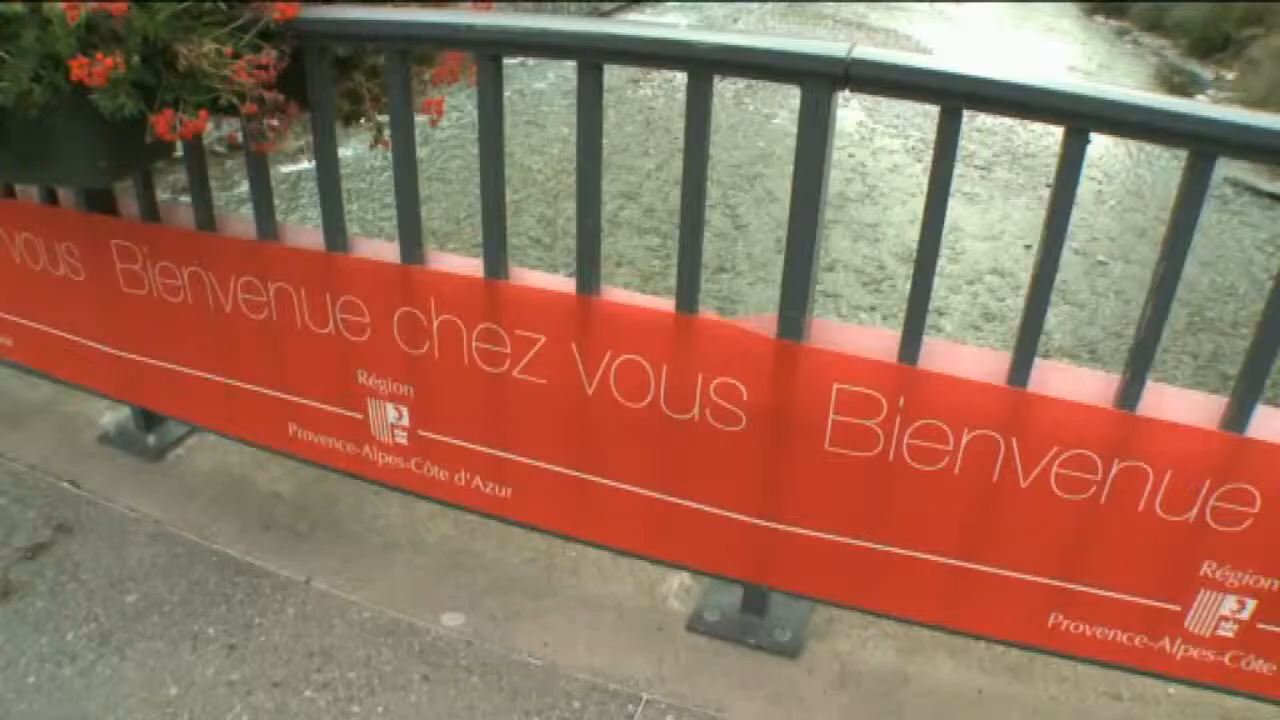 vous Bienvenue chez vous Bienvenue
Région
Provence-Alpes-Côte d'Azur
Région
Provence-Alpes-Côte